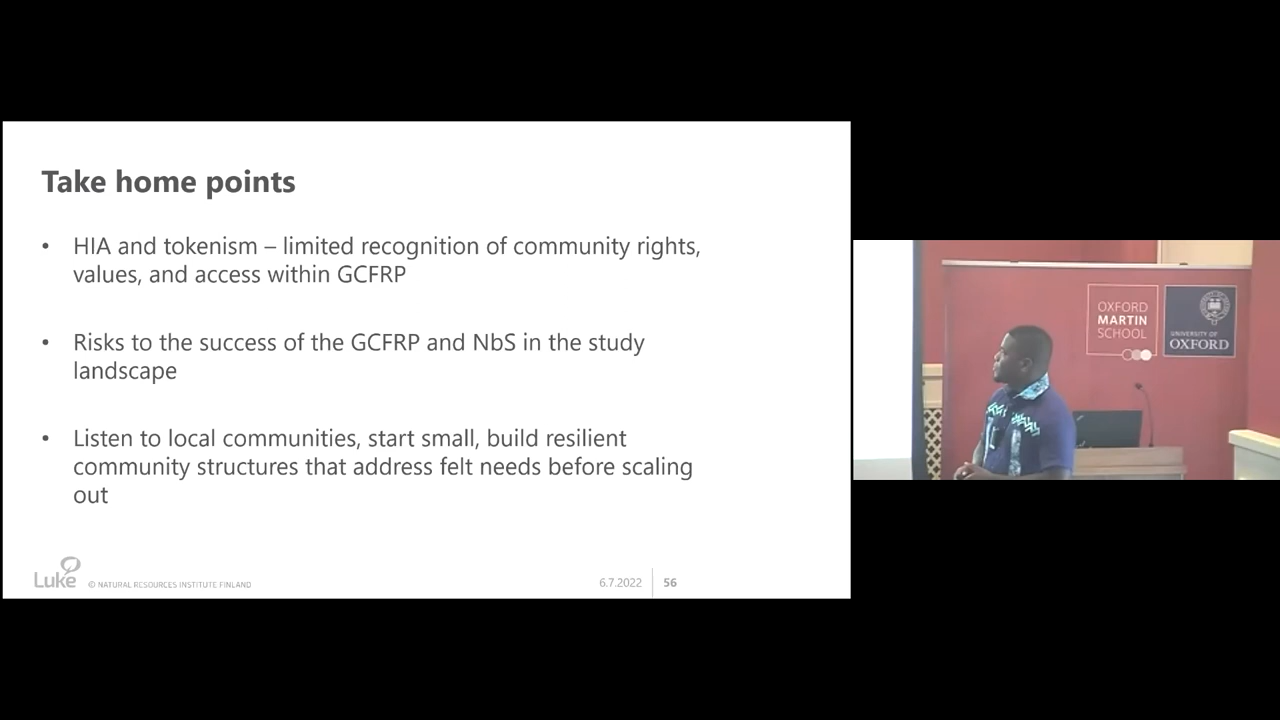 Take home points
• HIA and tokenism – limited recognition of community rights,
values, and access within GCFRP
• Risks to the success of the GCFRP and NbS in the study
landscape
• Listen to local communities, start small, build resilient
community structures that address felt needs before scaling
out
Luke
© NATURAL RESOURCES INSTITUTE FINLAND
6.7.2022
56
OXFORD
MARTIN
SCHOOL
UNIVERSITY OF
OXFORD